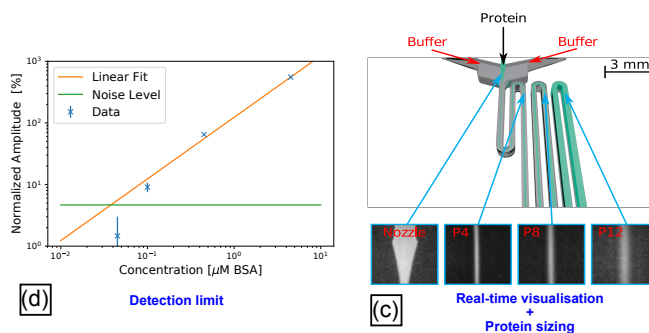 10³
10²
10¹
10⁰
Normalized Amplitude [%]
Linear Fit
Noise Level
Data
10⁻²
10⁻¹
10⁰
10¹
Concentration [μM BSA]
(d)
Detection limit
Protein
Buffer
Buffer
3 mm
Nozzle
P4
P8
P12
(c)
Real-time visualisation
+
Protein sizing